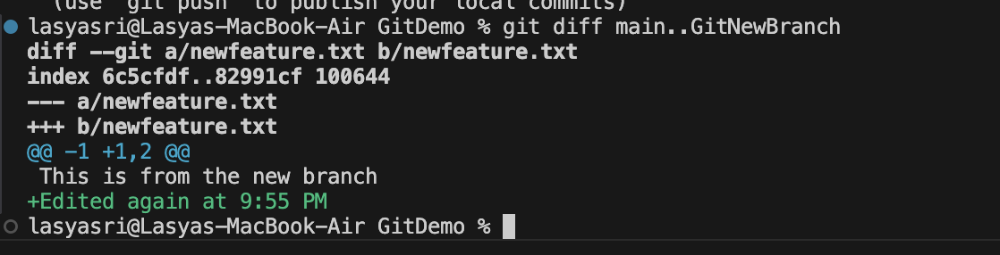 (use "git push" to publish your local commits)
lasyasri@Lasyas-MacBook-Air GitDemo % git diff main..GitNewBranch
diff --git a/newfeature.txt b/newfeature.txt
index 6c5cfdf..82991cf 100644
--- a/newfeature.txt
+++ b/newfeature.txt
@@ -1 +1,2 @@
 This is from the new branch
+Edited again at 9:55 PM
lasyasri@Lasyas-MacBook-Air GitDemo %